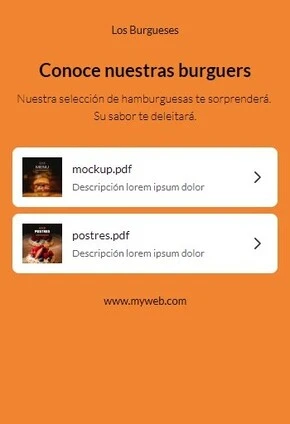 Los Burgueses
Conoce nuestras burguers
Nuestra selección de hamburguesas te sorprenderá.
Su sabor te deleitará.
mockup.pdf
Descripción lorem ipsum dolor
POSTRES
postres.pdf
Descripción lorem ipsum dolor
www.myweb.com